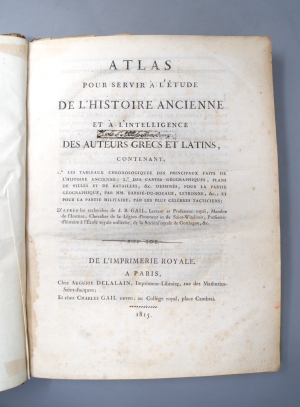 ATLAS
POUR SERVIR A L'ÉTUDE
DE L'HISTOIRE ANCIENNE
ET À L'INTELLIGENCE
DES AUTEURS GRECS ET LATINS,
CONTENANT,
1.° LES TABLEAUX CHRONOLOGIQUES DES PRINCIPAUX FAITS DE
L'HISTOIRE ANCIENNE; 2.° DES CARTES GÉOGRAPHIQUES, PLANS
DE VILLES ET DE BATAILLES, &c. DESSINÉS, POUR LA PARTIE
GÉOGRAPHIQUE, PAR MM. BARBIÉ-DU-BOCAGE, &c.; ET
POUR LA PARTIE MILITAIRE, PAR LES PLUS CÉLÈBRES TACTICIENS;
D'après les recherches de J. B. GAIL, Lecteur et Professeur royal, Membre
de l'Institut, Chevalier de la Légion d'honneur et de Saint-Wladimir, Professeur
d'histoire à l'École royale militaire, de la Société royale de Gottingue, &c.
DE L'IMPRIMERIE ROYALE.
A PARIS,
Chez AUGUSTE DELALAIN, Imprimeur-Libraire, rue des Mathurins-
Saint-Jacques;
Et chez CHARLES GAIL neveu, au Collége royal, place Cambrai.
1815.